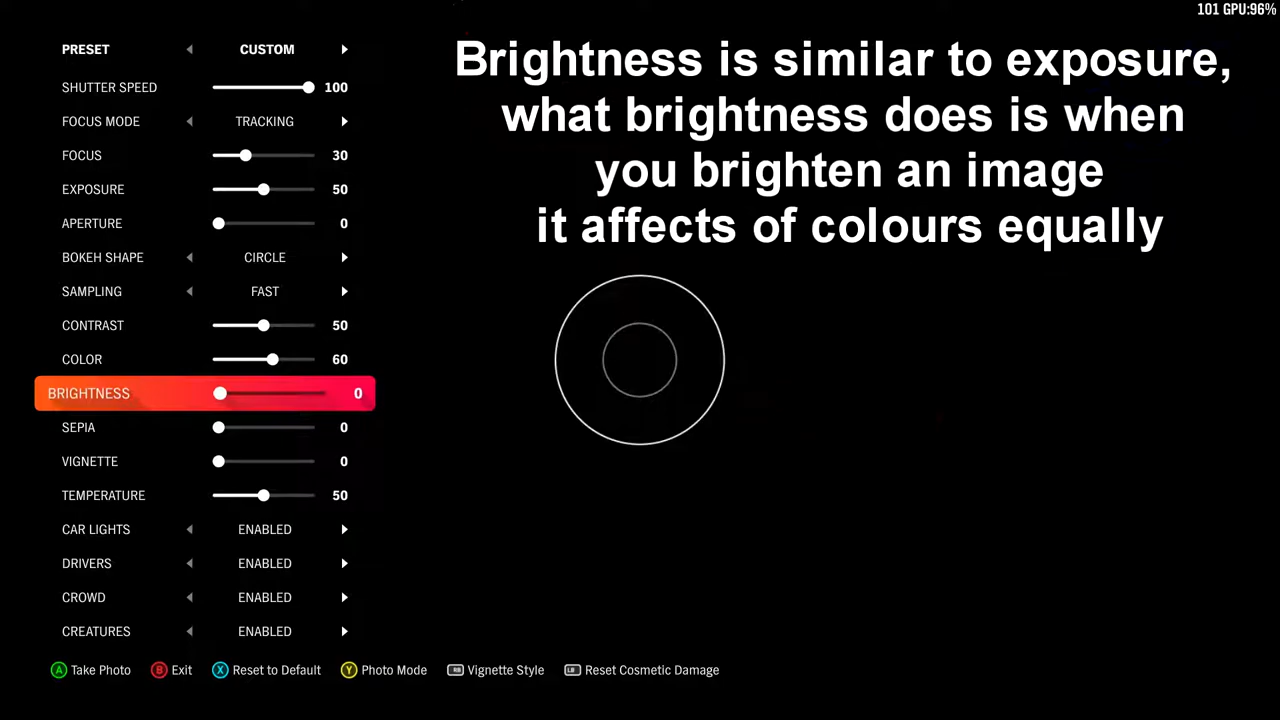 101 GPU:96%
PRESET CUSTOM
SHUTTER SPEED 100
FOCUS MODE TRACKING
FOCUS 30
EXPOSURE 50
APERTURE 0
BOKEH SHAPE CIRCLE
SAMPLING FAST
CONTRAST 50
COLOR 60
BRIGHTNESS 0
SEPIA 0
VIGNETTE 0
TEMPERATURE 50
CAR LIGHTS ENABLED
DRIVERS ENABLED
CROWD ENABLED
CREATURES ENABLED
Brightness is similar to exposure,
what brightness does is when
you brighten an image
it affects of colours equally
A Take Photo B Exit X Reset to Default Y Photo Mode RB Vignette Style LB Reset Cosmetic Damage